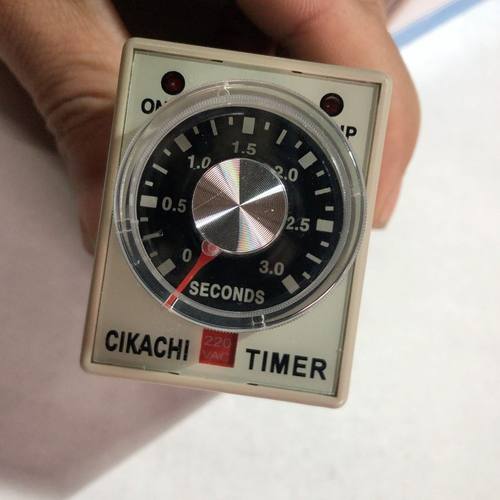 ON
UP
0
0.5
1.0
1.5
2.0
2.5
3.0
SECONDS
CIKACHI 220 VAC TIMER